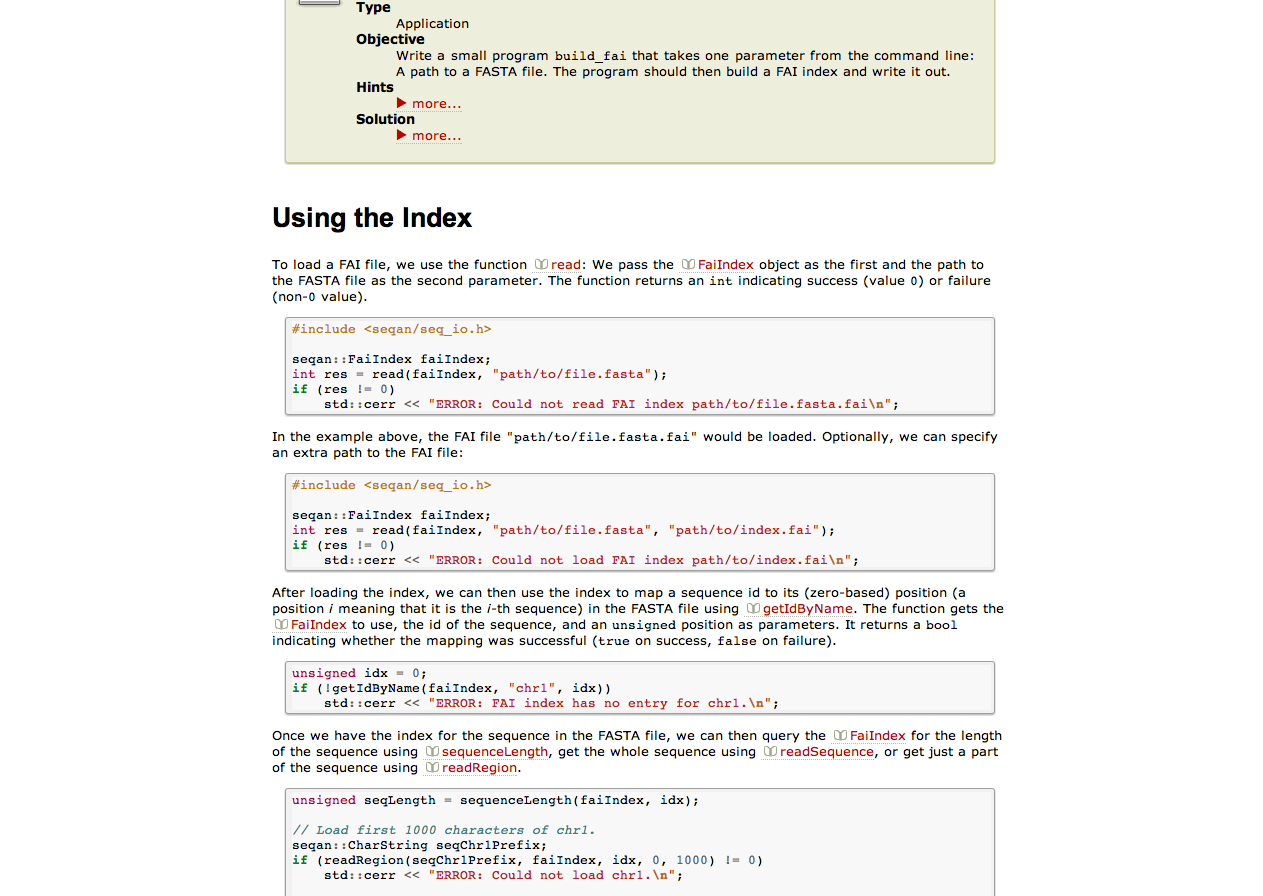 Type
Application
Objective
Write a small program build_fai that takes one parameter from the command line:
A path to a FASTA file. The program should then build a FAI index and write it out.
Hints
▶ more...
Solution
▶ more...
Using the Index
To load a FAI file, we use the function read: We pass the FaiIndex object as the first and the path to
the FASTA file as the second parameter. The function returns an int indicating success (value 0) or failure
(non-0 value).
#include <seqan/seq_io.h>
seqan::FaiIndex faiIndex;
int res = read(faiIndex, "path/to/file.fasta");
if (res != 0)
    std::cerr << "ERROR: Could not read FAI index path/to/file.fasta.fai\n";
In the example above, the FAI file "path/to/file.fasta.fai" would be loaded. Optionally, we can specify
an extra path to the FAI file:
#include <seqan/seq_io.h>
seqan::FaiIndex faiIndex;
int res = read(faiIndex, "path/to/file.fasta", "path/to/index.fai");
if (res != 0)
    std::cerr << "ERROR: Could not load FAI index path/to/index.fai\n";
After loading the index, we can then use the index to map a sequence id to its (zero-based) position (a
position i meaning that it is the i-th sequence) in the FASTA file using getIdByName. The function gets the
FaiIndex to use, the id of the sequence, and an unsigned position as parameters. It returns a bool
indicating whether the mapping was successful (true on success, false on failure).
unsigned idx = 0;
if (!getIdByName(faiIndex, "chr1", idx))
    std::cerr << "ERROR: FAI index has no entry for chr1.\n";
Once we have the index for the sequence in the FASTA file, we can then query the FaiIndex for the length
of the sequence using sequenceLength, get the whole sequence using readSequence, or get just a part
of the sequence using readRegion.
unsigned seqLength = sequenceLength(faiIndex, idx);
// Load first 1000 characters of chr1.
seqan::CharString seqChr1Prefix;
if (readRegion(seqChr1Prefix, faiIndex, idx, 0, 1000) != 0)
    std::cerr << "ERROR: Could not load chr1.\n";